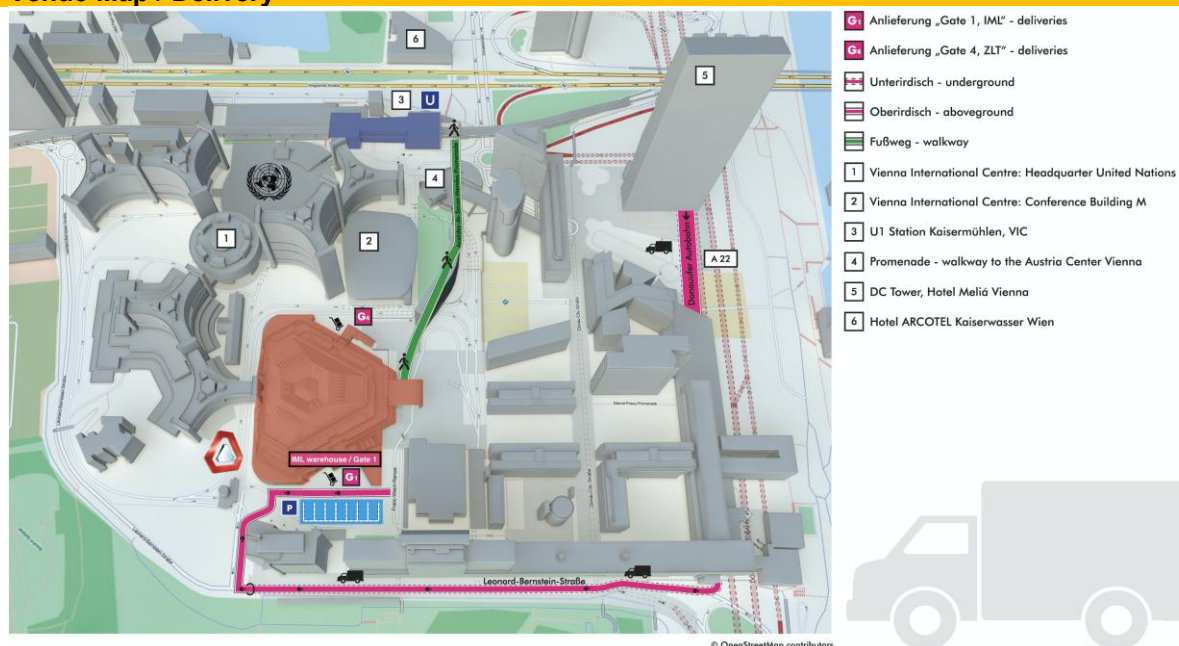 Venue Map / Delivery
6
5
3
U
4
1
2
A 22
Donauufer Autobahn
G4
IML warehouse / Gate 1
G1
P
Leonard-Bernstein-Straße
Leonard-Bernstein-Straße
G1 Anlieferung „Gate 1, IML" - deliveries
G4 Anlieferung „Gate 4, ZLT" - deliveries
Unterirdisch - underground
Oberirdisch - aboveground
Fußweg - walkway
1 Vienna International Centre: Headquarter United Nations
2 Vienna International Centre: Conference Building M
3 U1 Station Kaisermühlen, VIC
4 Promenade - walkway to the Austria Center Vienna
5 DC Tower, Hotel Meliá Vienna
6 Hotel ARCOTEL Kaiserwasser Wien
© OpenStreetMap contributors